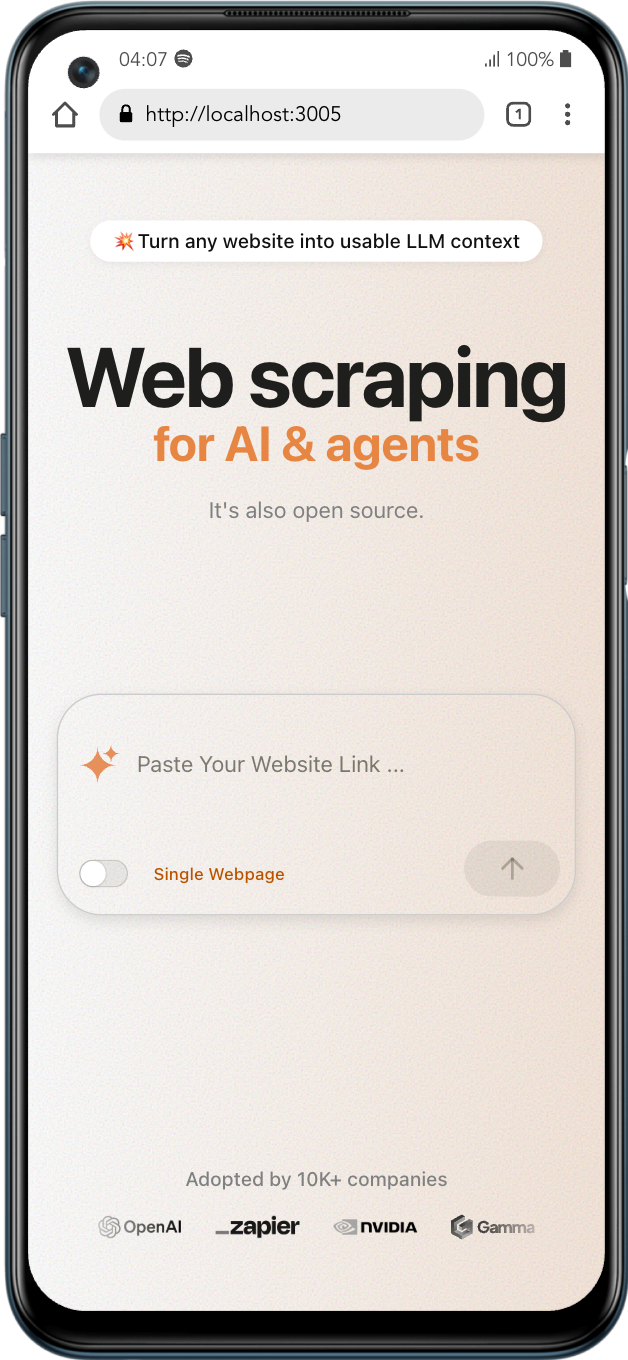 04:07
100%
http://localhost:3005
1
💥 Turn any website into usable LLM context
Web scraping
for AI & agents
It's also open source.
Paste Your Website Link ...
Single Webpage
Adopted by 10K+ companies
OpenAI
_zapier
NVIDIA
Gamma